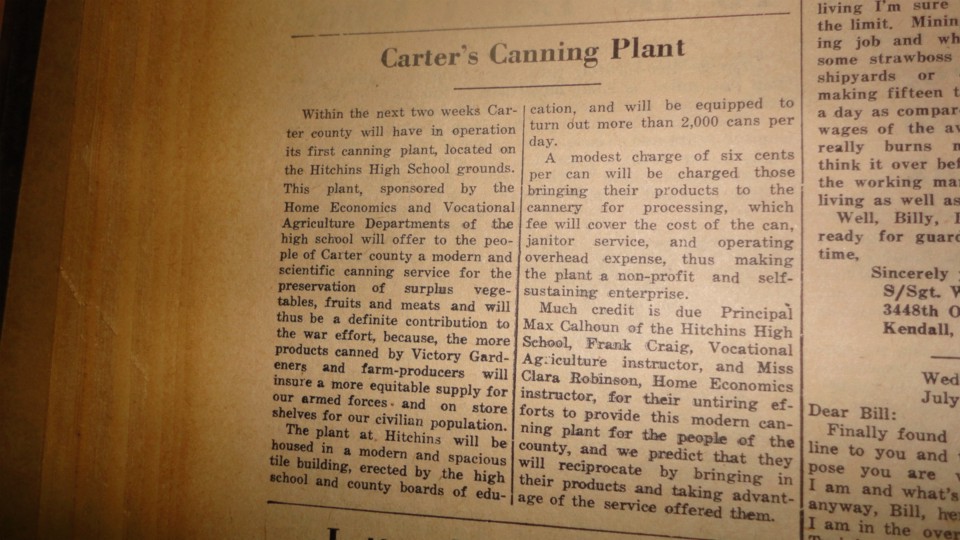 Carter's Canning Plant
Within the next two weeks Car-
ter county will have in operation
its first canning plant, located on
the Hitchins High School grounds.
This plant, sponsored by the
Home Economics and Vocational
Agriculture Departments of the
high school will offer to the peo-
ple of Carter county a modern and
scientific canning service for the
preservation of surplus vege-
tables, fruits and meats and will
thus be a definite contribution to
the war effort, because, the more
products canned by Victory Gard-
eners and farm-producers will
insure a more equitable supply for
our armed forces and on store
shelves for our civilian population.
The plant at Hitchins will be
housed in a modern and spacious
tile building, erected by the high
school and county boards of edu-
cation, and will be equipped to
turn out more than 2,000 cans per
day.
A modest charge of six cents
per can will be charged those
bringing their products to the
cannery for processing, which
fee will cover the cost of the can,
janitor service, and operating
overhead expense, thus making
the plant a non-profit and self-
sustaining enterprise.
Much credit is due Principal
Max Calhoun of the Hitchins High
School, Frank Craig, Vocational
Agriculture instructor, and Miss
Clara Robinson, Home Economics
instructor, for their untiring ef-
forts to provide this modern can-
ning plant for the people of the
county, and we predict that they
will reciprocate by bringing in
their products and taking advant-
age of the service offered them.
living I'm sure
the limit.
ing job and
some strawboss
shipyards or
making fifteen
a day as
wages of the
really burns
think it over
the working
living as well as
Well, Billy,
ready for
time,
Sincerely
S/Sgt.
3448th
Kendall,
Wed
July
Dear Bill:
Finally found
line to you and
pose you are
I am and what's
anyway, Bill,
I am in the